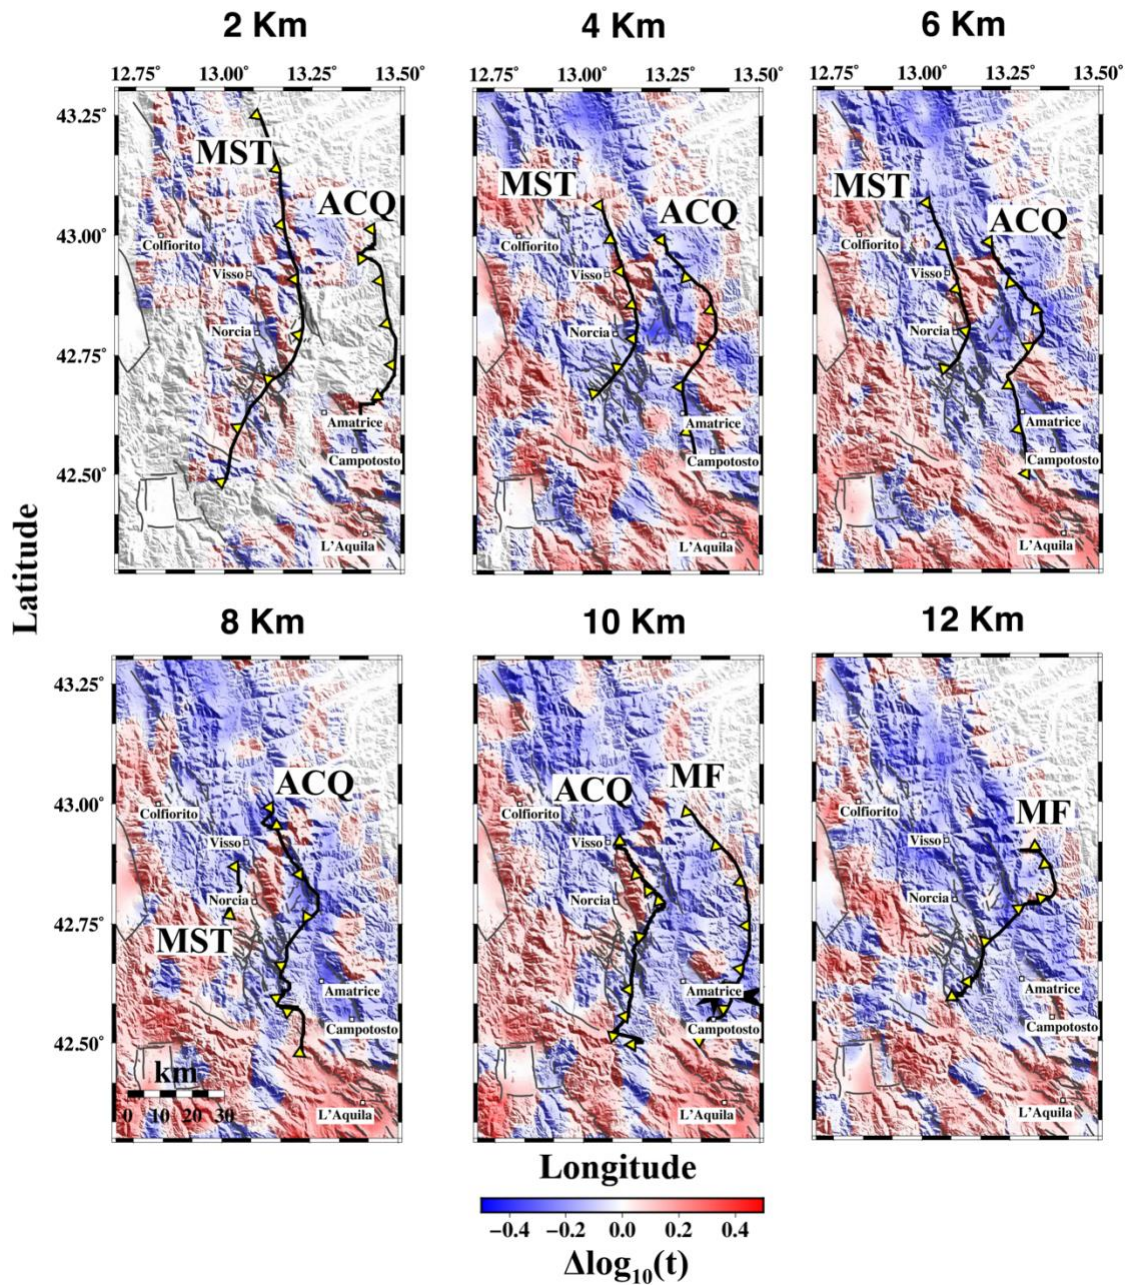 2 Km
4 Km
6 Km
12.75° 13.00° 13.25° 13.50°
12.75° 13.00° 13.25° 13.50°
12.75° 13.00° 13.25° 13.50°
43.25°
43.00°
42.75°
42.50°
MST
ACQ
Colfiorito
Visso
Norcia
Amatrice
Campotosto
L'Aquila
MST
ACQ
Colfiorito
Visso
Norcia
Amatrice
Campotosto
L'Aquila
MST
ACQ
Colfiorito
Visso
Norcia
Amatrice
Campotosto
L'Aquila
Latitude
8 Km
10 Km
12 Km
43.25°
43.00°
42.75°
42.50°
ACQ
Colfiorito
Visso
Norcia
MST
Amatrice
Campotosto
km
0 10 20 30
L'Aquila
ACQ
MF
Colfiorito
Visso
Norcia
Amatrice
Campotosto
L'Aquila
MF
Colfiorito
Visso
Norcia
Amatrice
Campotosto
L'Aquila
Longitude
−0.4 −0.2 0.0 0.2 0.4
Δlog₁₀(t)